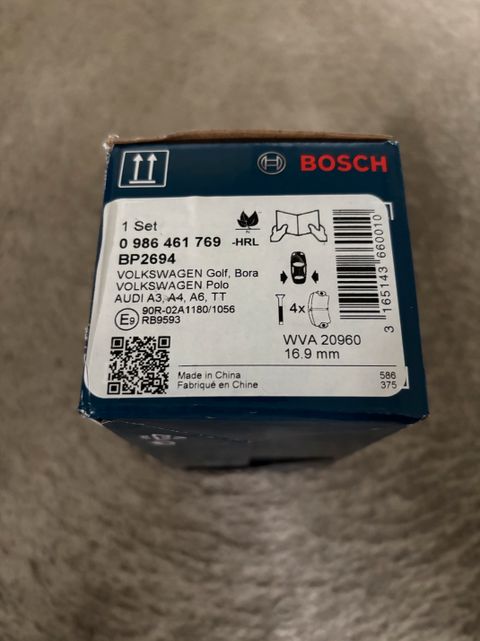 BOSCH
1 Set
0 986 461 769 -HRL
BP2694
VOLKSWAGEN Golf, Bora
VOLKSWAGEN Polo
AUDI A3, A4, A6, TT
E9 90R-02A1180/1056
RB9593
4x
WVA 20960
16.9 mm
Made in China
Fabriqué en Chine
586
375
3 165143 660010